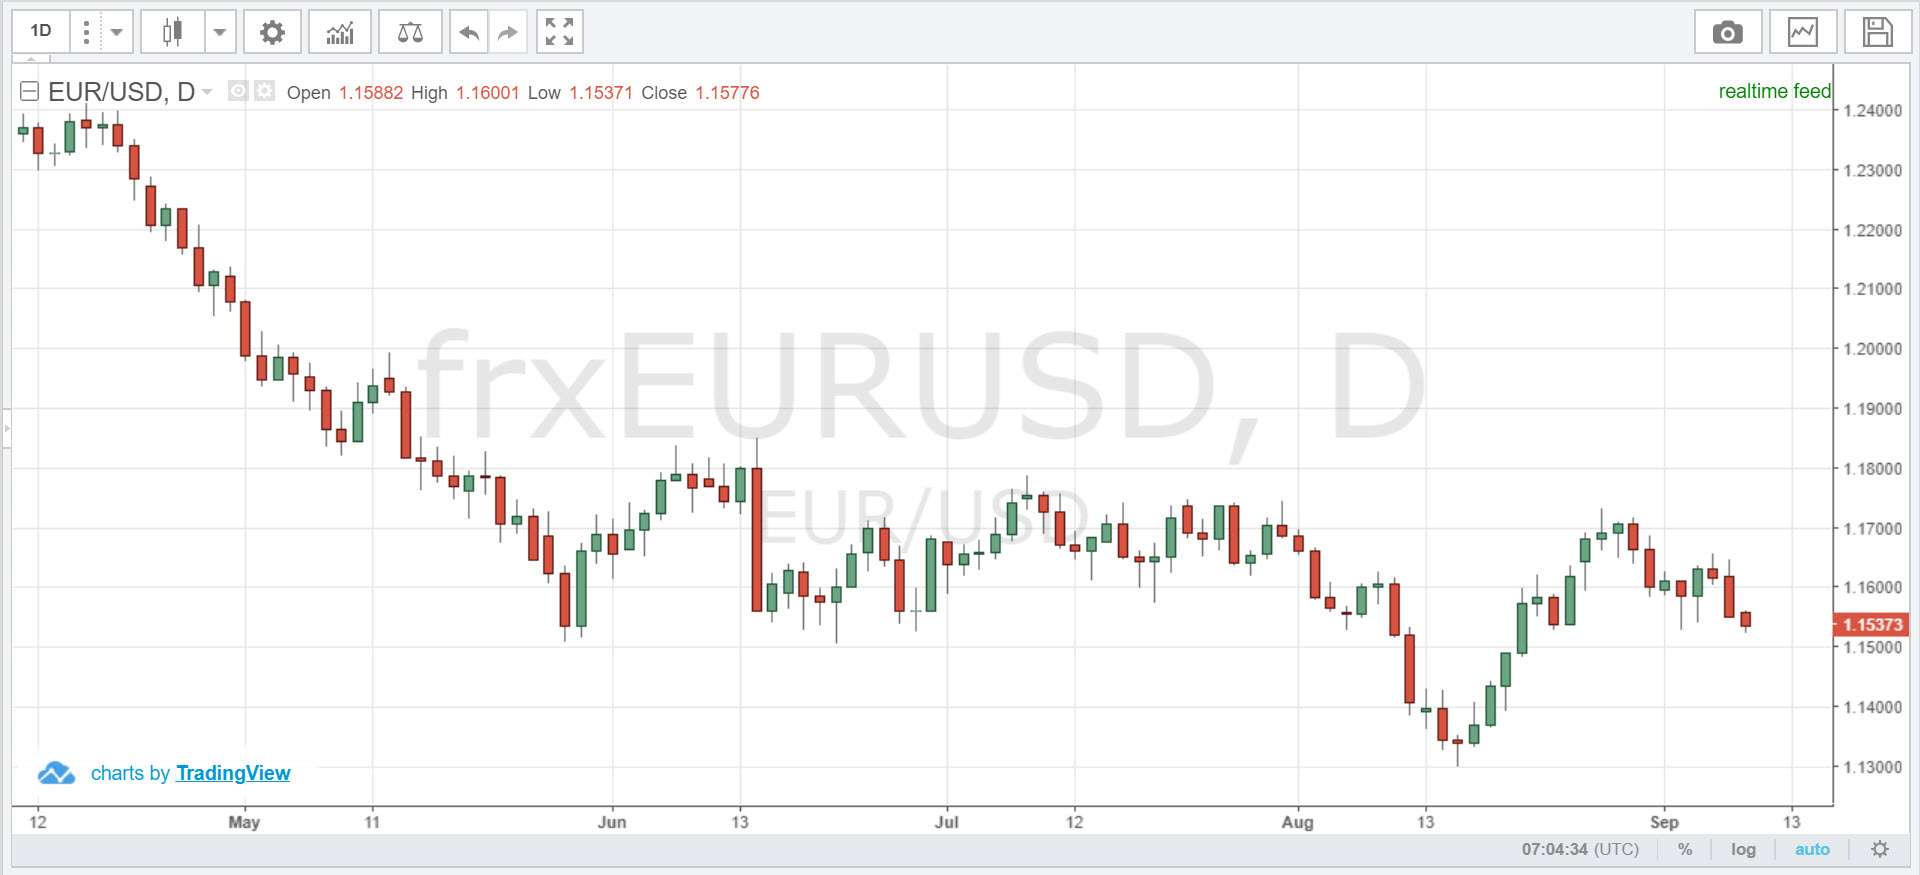 1D
EUR/USD, D Open 1.15882 High 1.16001 Low 1.15371 Close 1.15776
realtime feed
1.24000
1.23000
1.22000
1.21000
1.20000
1.19000
1.18000
1.17000
1.16000
1.15373
1.15000
1.14000
1.13000
frxEURUSD, D
EUR/USD
charts by TradingView
12 May 11 Jun 13 Jul 12 Aug 13 Sep 13
07:04:34 (UTC) % log auto